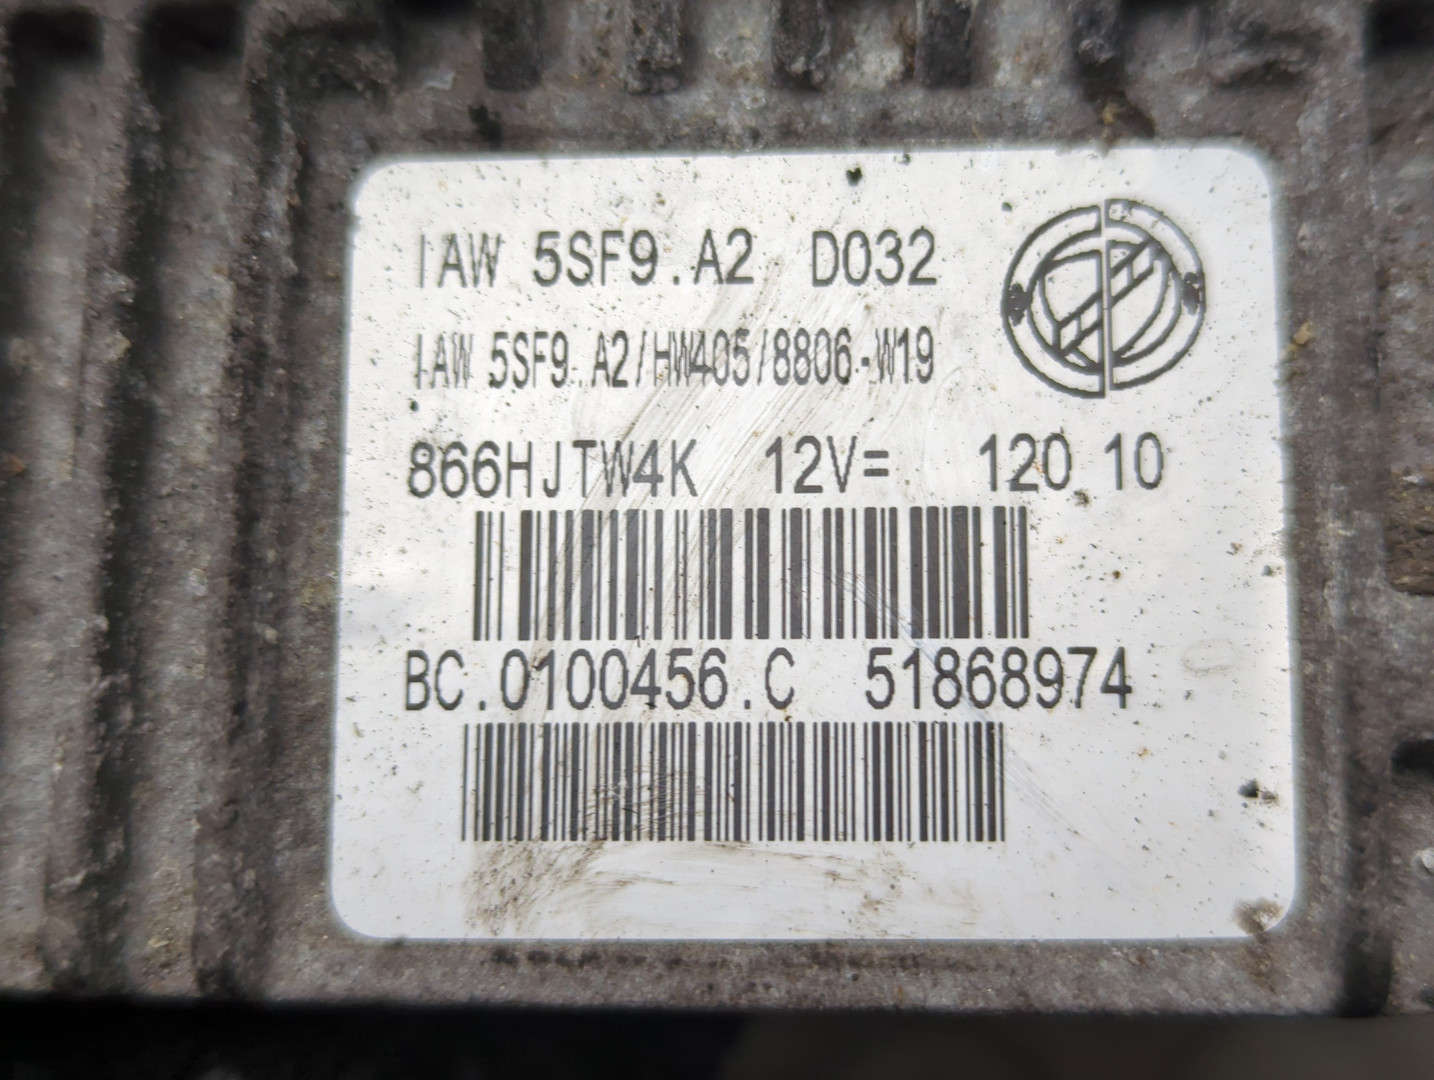 IAW 5SF9.A2 D032
IAW 5SF9.A2/HW405/8806-W19
866HJTW4K 12V= 120 10
BC.0100456.C 51868974